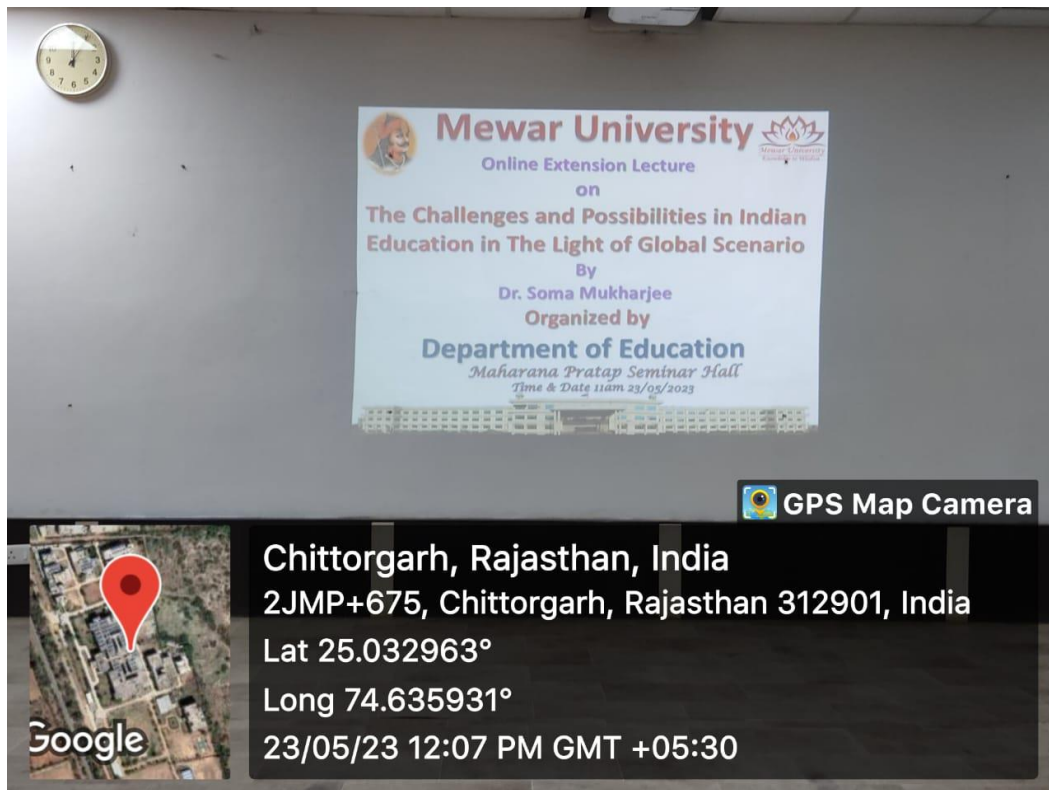 Mewar University
Mewar University
Online Extension Lecture
on
The Challenges and Possibilities in Indian
Education in The Light of Global Scenario
By
Dr. Soma Mukharjee
Organized by
Department of Education
Maharana Pratap Seminar Hall
Time & Date 11am 23/05/2023
GPS Map Camera
Chittorgarh, Rajasthan, India
2JMP+675, Chittorgarh, Rajasthan 312901, India
Lat 25.032963°
Long 74.635931°
23/05/23 12:07 PM GMT +05:30
Google